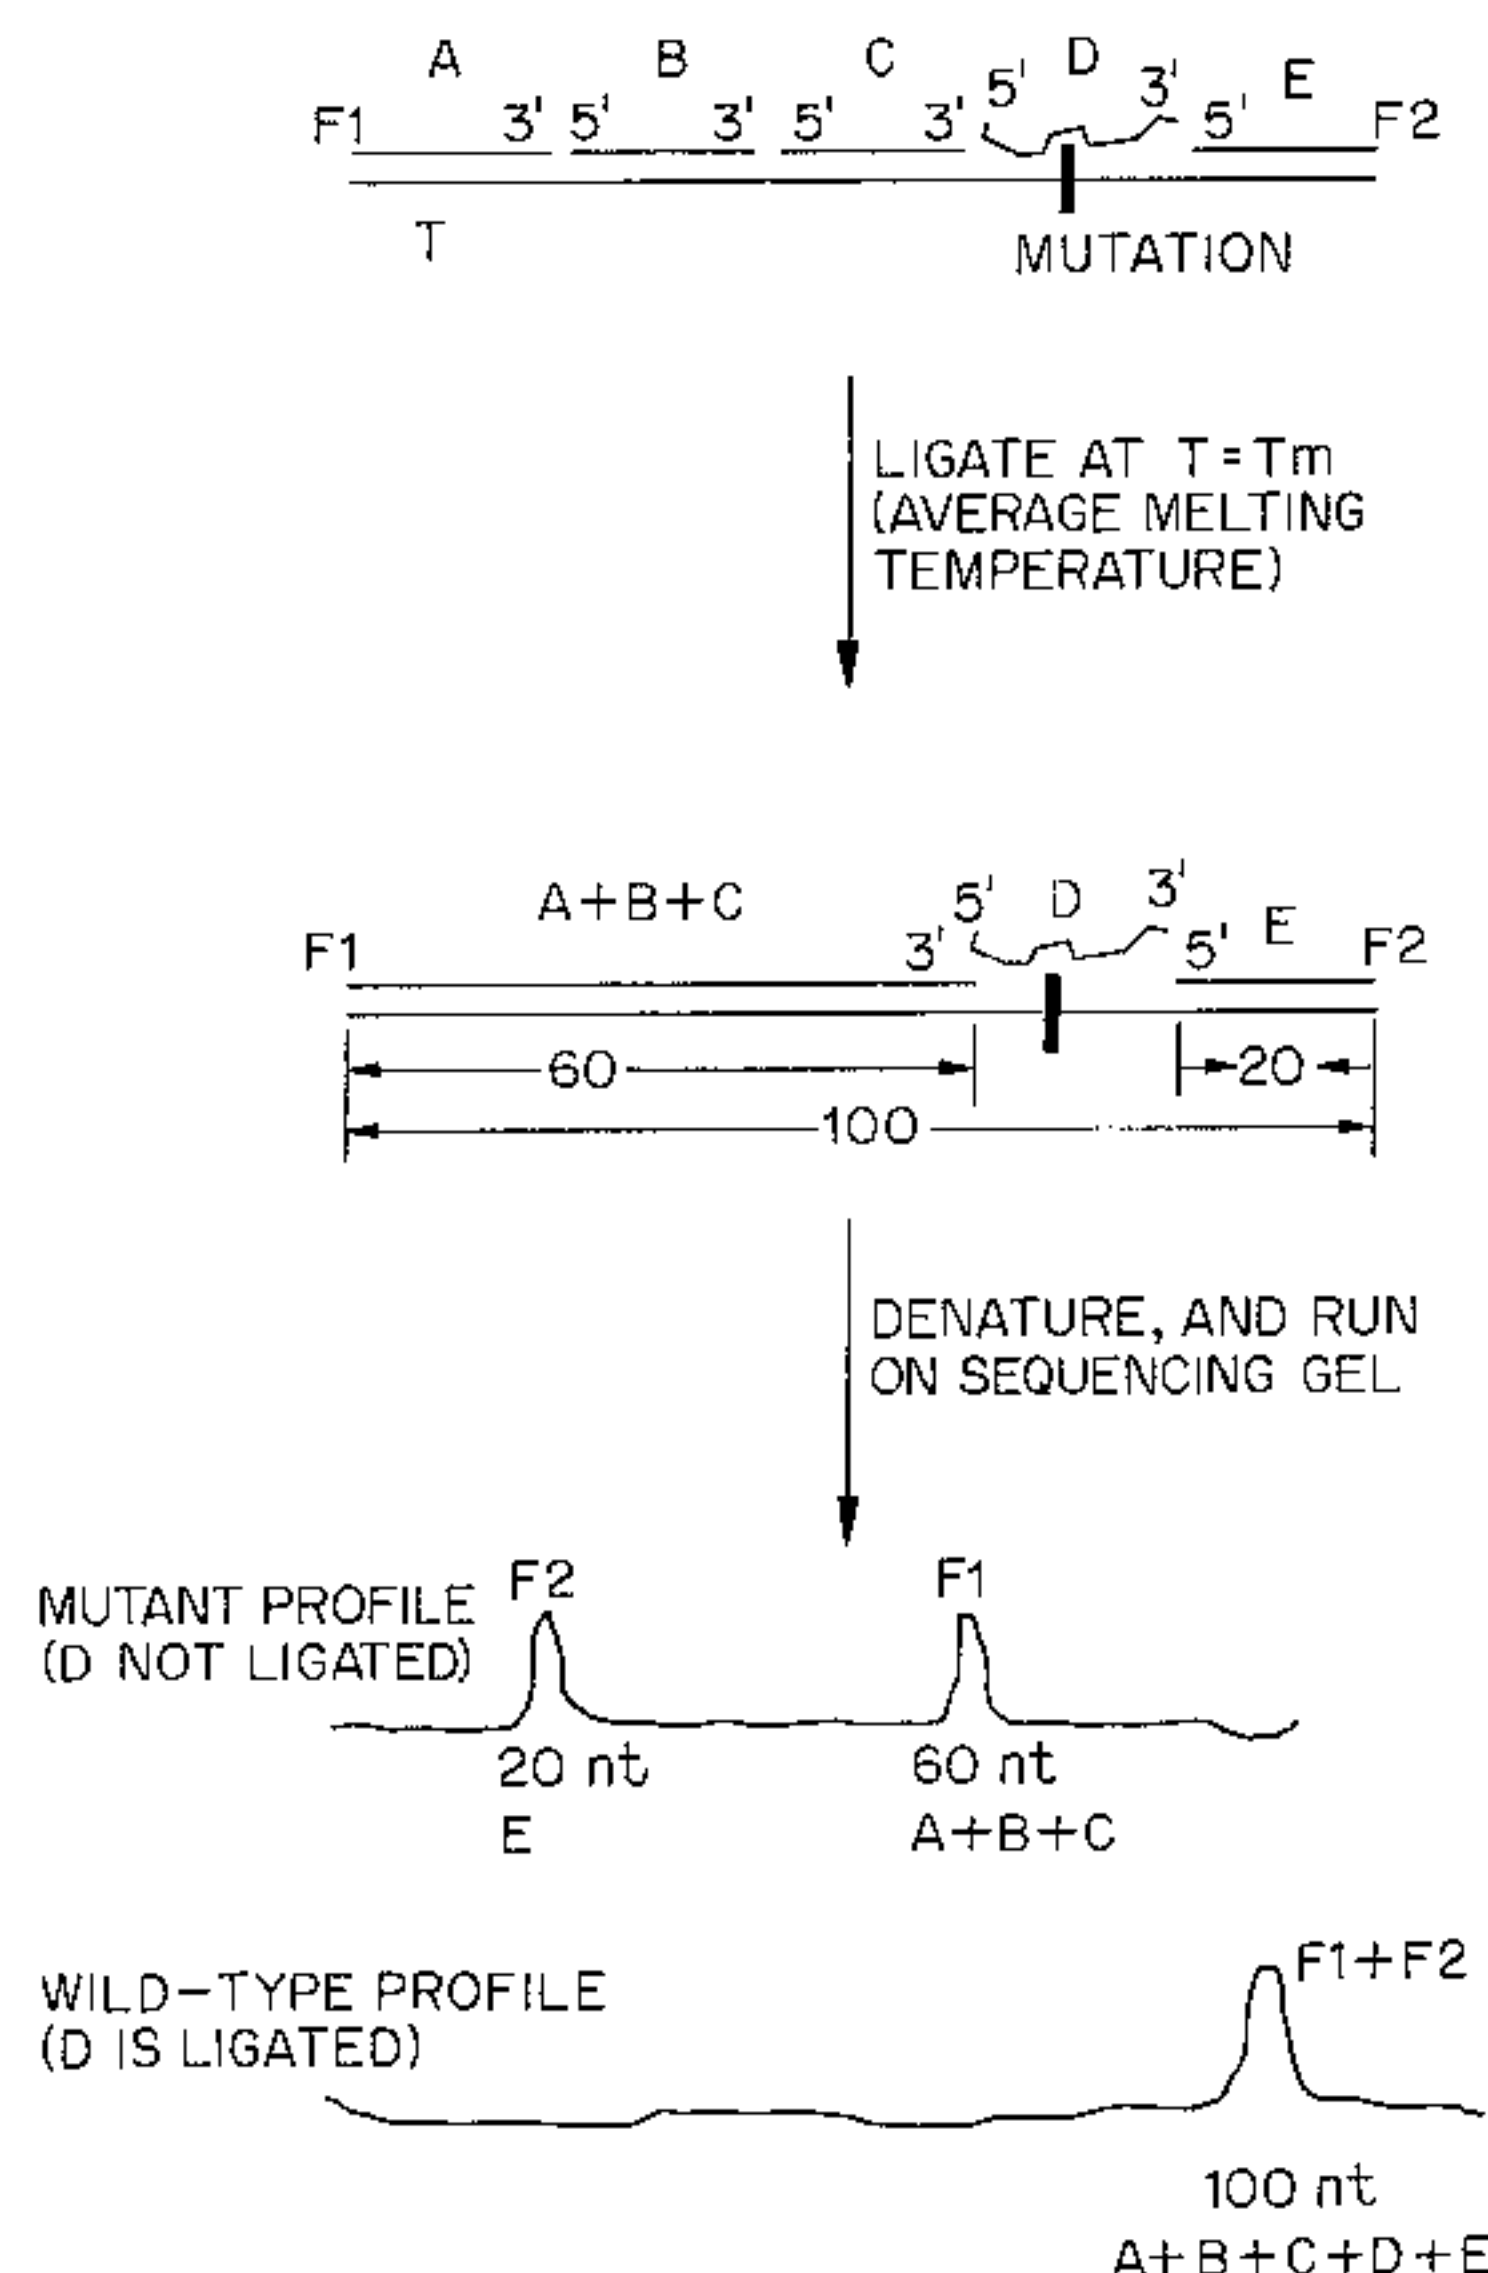 A B C 5' D 3' E
F1 3' 5' 3' 5' 3' 5' F2
T
MUTATION
LIGATE AT T=Tm
(AVERAGE MELTING
TEMPERATURE)
A+B+C 5' D 3' E
F1 3' 5' F2
60 20
100
DENATURE, AND RUN
ON SEQUENCING GEL
F2 F1
MUTANT PROFILE
(D NOT LIGATED)
20 nt 60 nt
E A+B+C
F1+F2
WILD-TYPE PROFILE
(D IS LIGATED)
100 nt
A+B+C+D+E